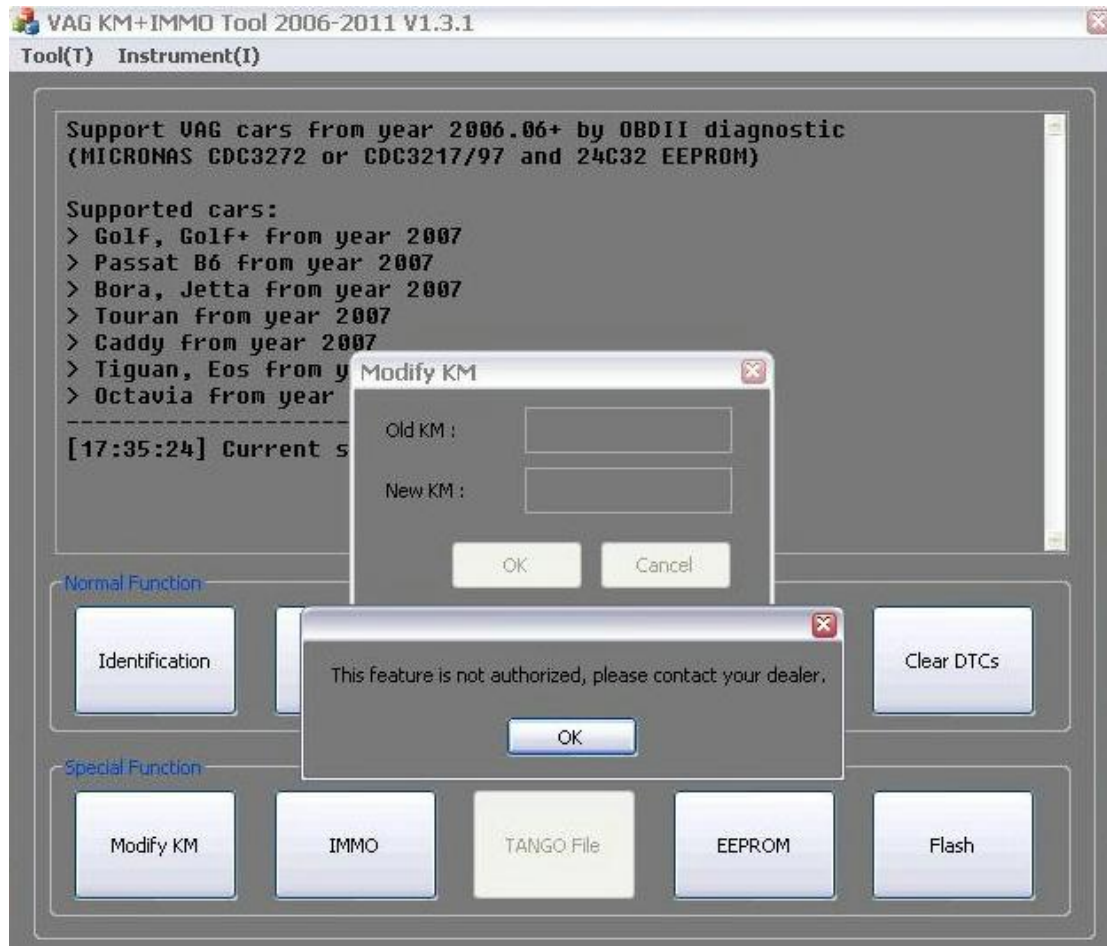 VAG KM+IMMO Tool 2006-2011 V1.3.1
Tool(T) Instrument(I)
Support VAG cars from year 2006.06+ by OBDII diagnostic
(MICRONAS CDC3272 or CDC3217/97 and 24C32 EEPROM)
Supported cars:
> Golf, Golf+ from year 2007
> Passat B6 from year 2007
> Bora, Jetta from year 2007
> Touran from year 2007
> Caddy from year 2007
> Tiguan, Eos from y
> Octavia from year
--------------------
[17:35:24] Current s
Modify KM
Old KM :
New KM :
OK Cancel
Normal Function
Identification
Clear DTCs
This feature is not authorized, please contact your dealer.
OK
Special Function
Modify KM IMMO TANGO File EEPROM Flash